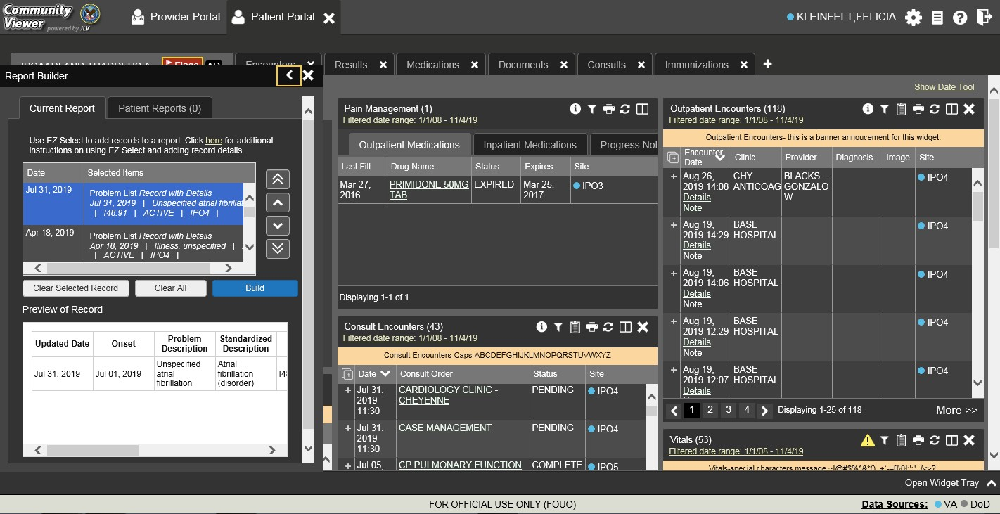 Community
Viewer
powered by JLV
Provider Portal
Patient Portal
KLEINFELT,FELICIA
Flags
Encounters
Results
Medications
Documents
Consults
Immunizations
Report Builder
Current Report
Patient Reports (0)
Use EZ Select to add records to a report. Click here for additional
instructions on using EZ Select and adding record details.
Date Selected Items
Jul 31, 2019 Problem List Record with Details
Jul 31, 2019 | Unspecified atrial fibrillat
| I48.91 | ACTIVE | IPO4 |
Apr 18, 2019 Problem List Record with Details
Apr 18, 2019 | Illness, unspecified |
| ACTIVE | IPO4 |
Clear Selected Record
Clear All
Build
Preview of Record
Updated Date Onset Problem Description Standardized Description
Jul 31, 2019 Jul 01, 2019 Unspecified atrial fibrillation Atrial fibrillation (disorder) I48
Pain Management (1)
Filtered date range: 1/1/08 - 11/4/19
Outpatient Medications
Inpatient Medications
Progress Not
Last Fill Drug Name Status Expires Site
Mar 27, 2016 PRIMIDONE 50MG TAB EXPIRED Mar 25, 2017 IPO3
Displaying 1-1 of 1
Consult Encounters (43)
Filtered date range: 1/1/08 - 11/4/19
Consult Encounters-Caps-ABCDEFGHIJKLMNOPQRSTUVWXYZ
Date Consult Order Status Site
Jul 31, 2019 11:30 CARDIOLOGY CLINIC - CHEYENNE PENDING IPO4
Jul 31, 2019 11:30 CASE MANAGEMENT PENDING IPO4
Jul 05, CP PULMONARY FUNCTION COMPLETE IPO5
Show Date Tool
Outpatient Encounters (118)
Filtered date range: 1/1/08 - 11/4/19
Outpatient Encounters- this is a banner annoucement for this widget.
Encounter Date Clinic Provider Diagnosis Image Site
Aug 26, 2019 14:08 Details Note CHY ANTICOAG BLACKS... GONZALO W IPO4
Aug 19, 2019 14:29 Details Note BASE HOSPITAL IPO4
Aug 19, 2019 14:06 Details Note BASE HOSPITAL IPO4
Aug 19, 2019 12:29 Details Note BASE HOSPITAL IPO4
Aug 19, 2019 12:07 Details BASE HOSPITAL IPO4
1 2 3 4 Displaying 1-25 of 118
More >>
Vitals (53)
Filtered date range: 1/1/08 - 11/4/19
Vitals-special characters message
Open Widget Tray
FOR OFFICIAL USE ONLY (FOUO)
Data Sources: VA DoD